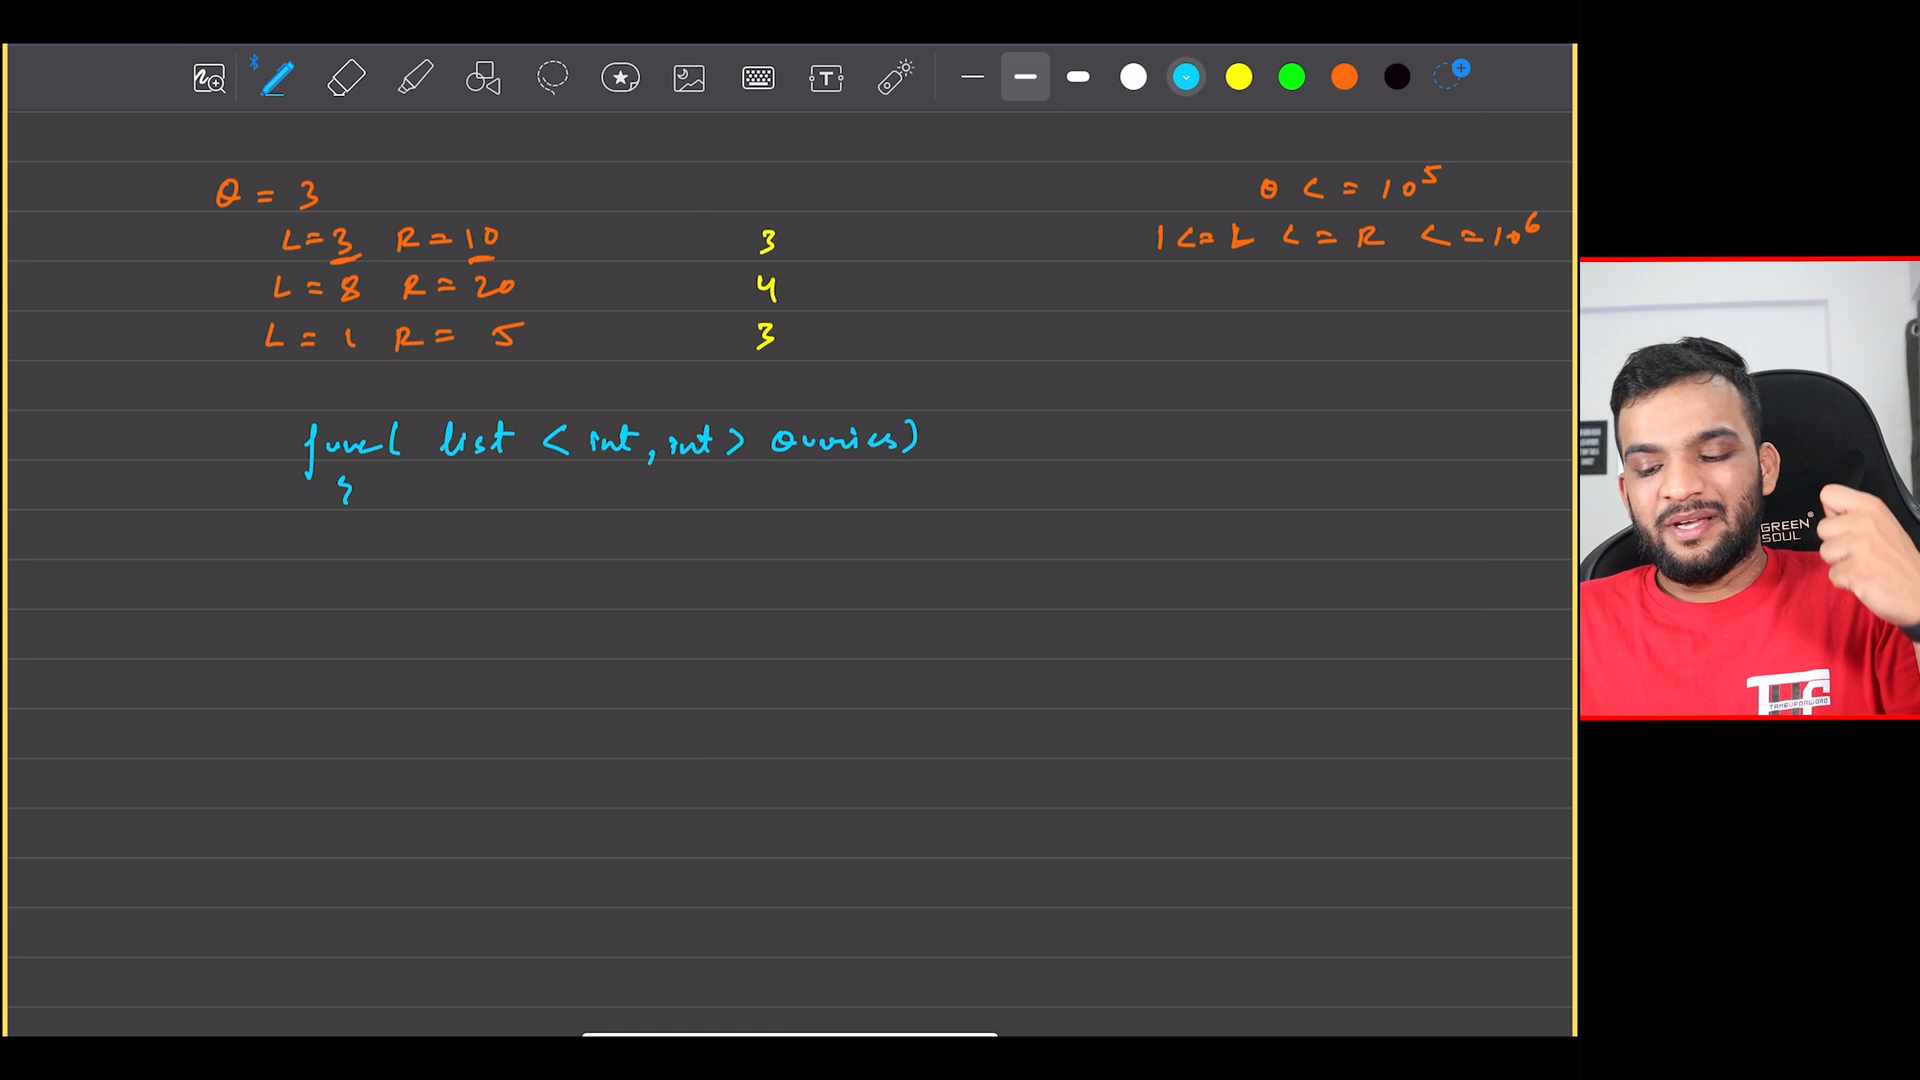 Q = 3
L = 3 R = 10 3
L = 8 R = 20 4
L = 1 R = 5 3
Q <= 10^5
1 <= L <= R <= 10^6
func( list < int, int > Queries)
{
T
GREEN SOUL
TAKEUFORWARD